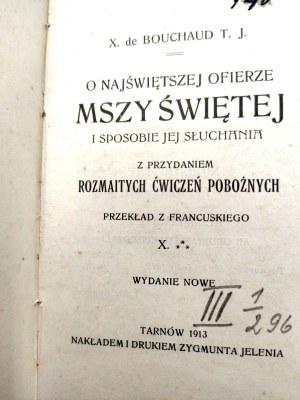 X. de BOUCHAUD T. J.
O NAJŚWIĘTSZEJ OFIERZE
MSZY ŚWIĘTEJ
I SPOSOBIE JEJ SŁUCHANIA
Z PRZYDANIEM
ROZMAITYCH ĆWICZEŃ POBOŻNYCH
PRZEKŁAD Z FRANCUSKIEGO
X. ⁂
WYDANIE NOWE
III 1/296
TARNÓW 1913
NAKŁADEM I DRUKIEM ZYGMUNTA JELENIA